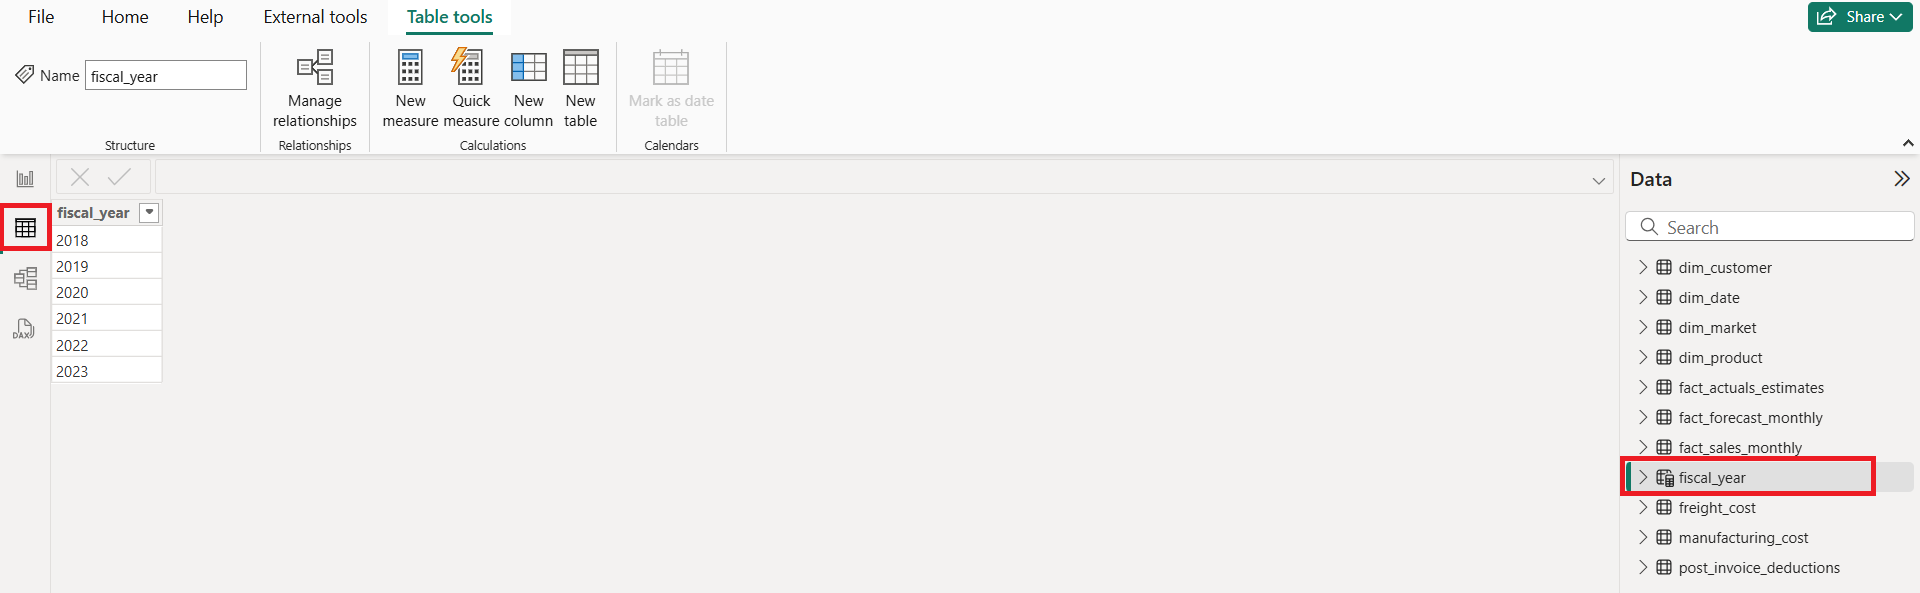 File Home Help External tools Table tools Share
Name fiscal_year
Manage relationships
New measure
Quick measure
New column
New table
Mark as date table
Structure Relationships Calculations Calendars
Data
fiscal_year
Search
2018
2019
2020
2021
2022
2023
DAX
dim_customer
dim_date
dim_market
dim_product
fact_actuals_estimates
fact_forecast_monthly
fact_sales_monthly
fiscal_year
freight_cost
manufacturing_cost
post_invoice_deductions